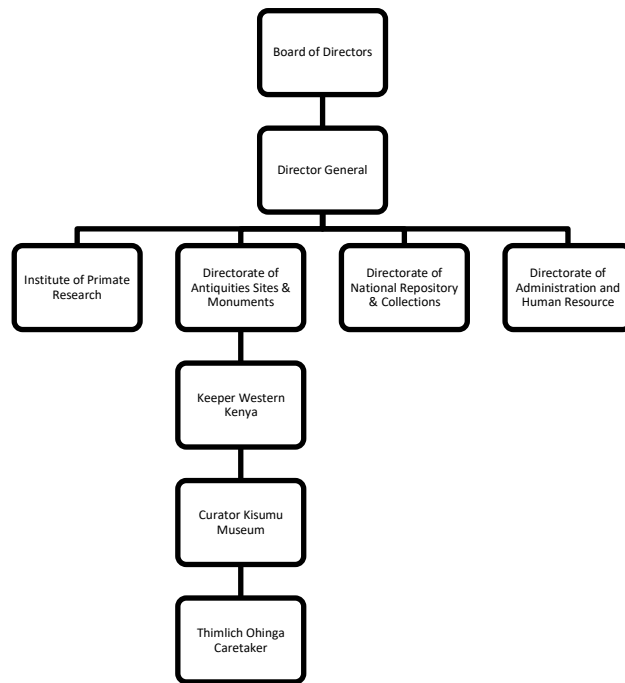 Board of Directors
Director General
Institute of Primate
Research
Directorate of
Antiquities Sites &
Monuments
Directorate of
National Repository
& Collections
Directorate of
Administration and
Human Resource
Keeper Western
Kenya
Curator Kisumu
Museum
Thimlich Ohinga
Caretaker